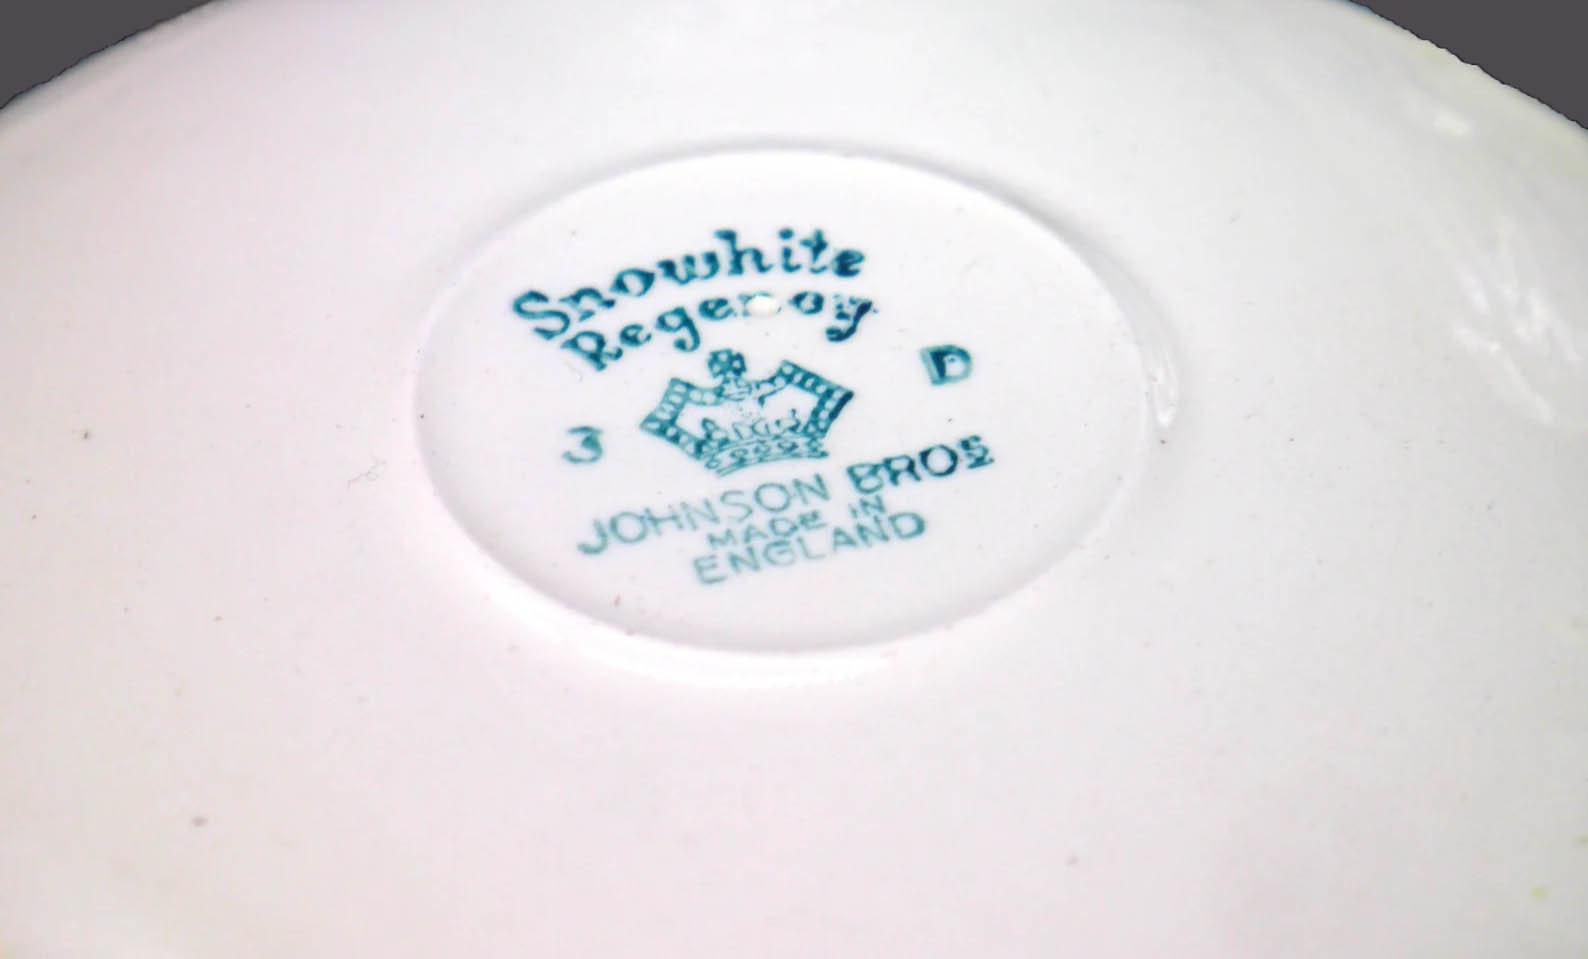 Snowhite
Regency
3 D
JOHNSON BROS
MADE IN
ENGLAND